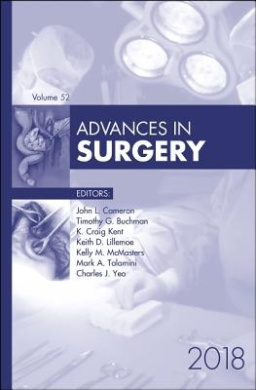 Volume 52
ADVANCES IN
SURGERY
EDITORS:
John L. Cameron
Timothy G. Buchman
K. Craig Kent
Keith D. Lillemoe
Kelly M. McMasters
Mark A. Talamini
Charles J. Yeo
2018